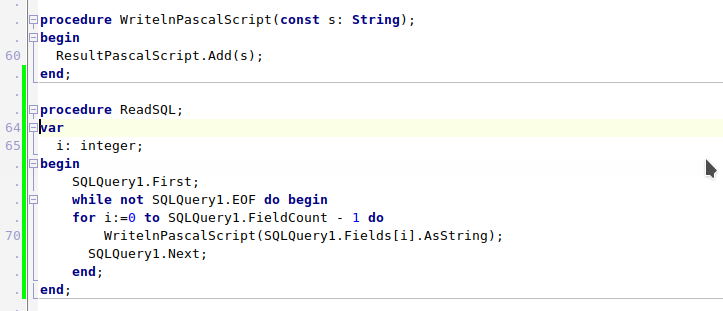 procedure WritelnPascalScript(const s: String);
begin
60   ResultPascalScript.Add(s);
end;

procedure ReadSQL;
64 var
65   i: integer;
begin
    SQLQuery1.First;
    while not SQLQuery1.EOF do begin
    for i:=0 to SQLQuery1.FieldCount - 1 do
70         WritelnPascalScript(SQLQuery1.Fields[i].AsString);
      SQLQuery1.Next;
    end;
end;